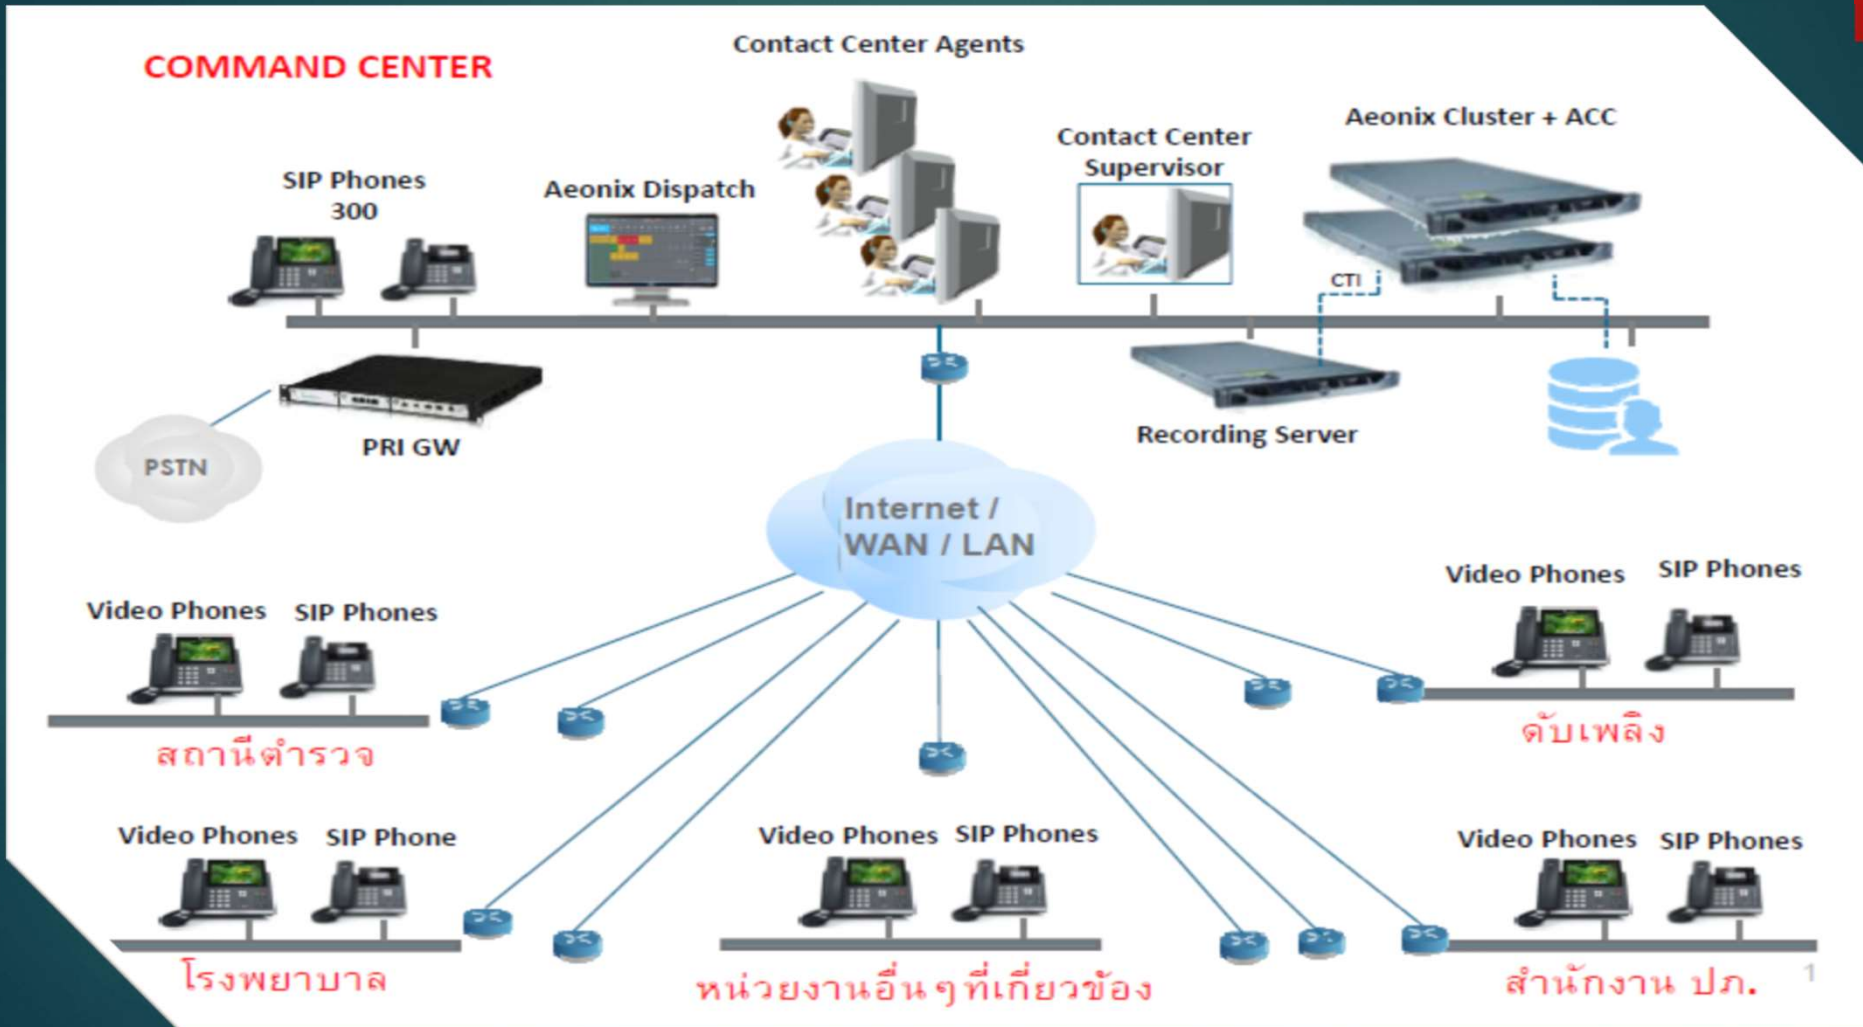 COMMAND CENTER
Contact Center Agents
Contact Center
Supervisor
Aeonix Cluster + ACC
SIP Phones
300
Aeonix Dispatch
CTI
PRI GW
PSTN
Recording Server
Internet /
WAN / LAN
Video Phones SIP Phones
สถานีตำรวจ
Video Phones SIP Phones
ดับเพลิง
Video Phones SIP Phone
โรงพยาบาล
Video Phones SIP Phones
หน่วยงานอื่นๆที่เกี่ยวข้อง
Video Phones SIP Phones
สำนักงาน ปภ.
1